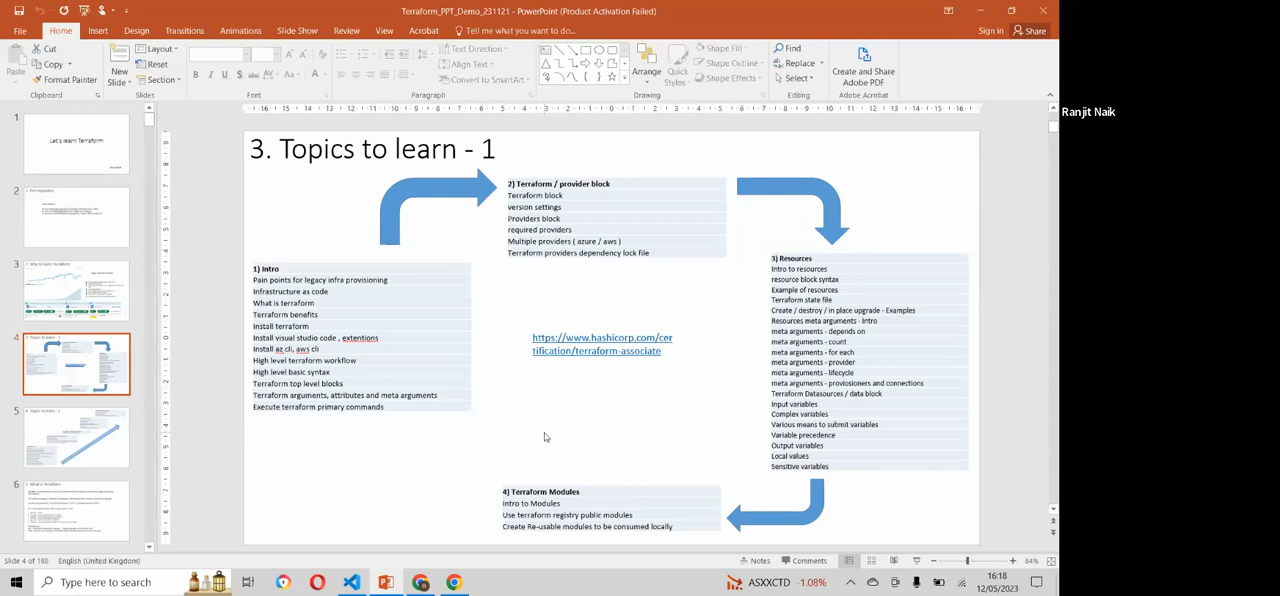 Terraform_PPT_Demo_231121 - PowerPoint (Product Activation Failed)
File Home Insert Design Transitions Animations Slide Show Review View Acrobat Tell me what you want to do... Sign in Share
Paste
Cut
Copy
Format Painter
Clipboard
New
Slide
Layout
Reset
Section
Slides
Font
Text Direction
Align Text
Convert to SmartArt
Paragraph
Arrange
Quick
Styles
Shape Fill
Shape Outline
Shape Effects
Drawing
Find
Replace
Select
Editing
Create and Share
Adobe PDF
Adobe Acrobat
Ranjit Naik
1
Let's learn Terraform
2
3
4
5
6
3. Topics to learn - 1
1) Intro
Pain points for legacy infra provisioning
Infrastructure as code
What is terraform
Terraform benefits
Install terraform
Install visual studio code , extentions
Install az cli, aws cli
High level terraform workflow
High level basic syntax
Terraform top level blocks
Terraform arguments, attributes and meta arguments
Execute terraform primary commands
2) Terraform / provider block
Terraform block
version settings
Providers block
required providers
Multiple providers ( azure / aws )
Terraform providers dependency lock file
https://www.hashicorp.com/cer
tification/terraform-associate
3) Resources
Intro to resources
resource block syntax
Example of resources
Terraform state file
Create / destroy / in place upgrade - Examples
Resources meta arguments - Intro
meta arguments - depends on
meta arguments - count
meta arguments - for each
meta arguments - provider
meta arguments - lifecycle
meta arguments - proviosioners and connections
Terraform Datasources / data block
Input variables
Complex variables
Various means to submit variables
Variable precedence
Output variables
Local values
Sensitive variables
4) Terraform Modules
Intro to Modules
Use terraform registry public modules
Create Re-usable modules to be consumed locally
Slide 4 of 188 English (United Kingdom) Notes Comments 84%
Type here to search
ASXXCTD -1.08%
16:18
12/05/2023